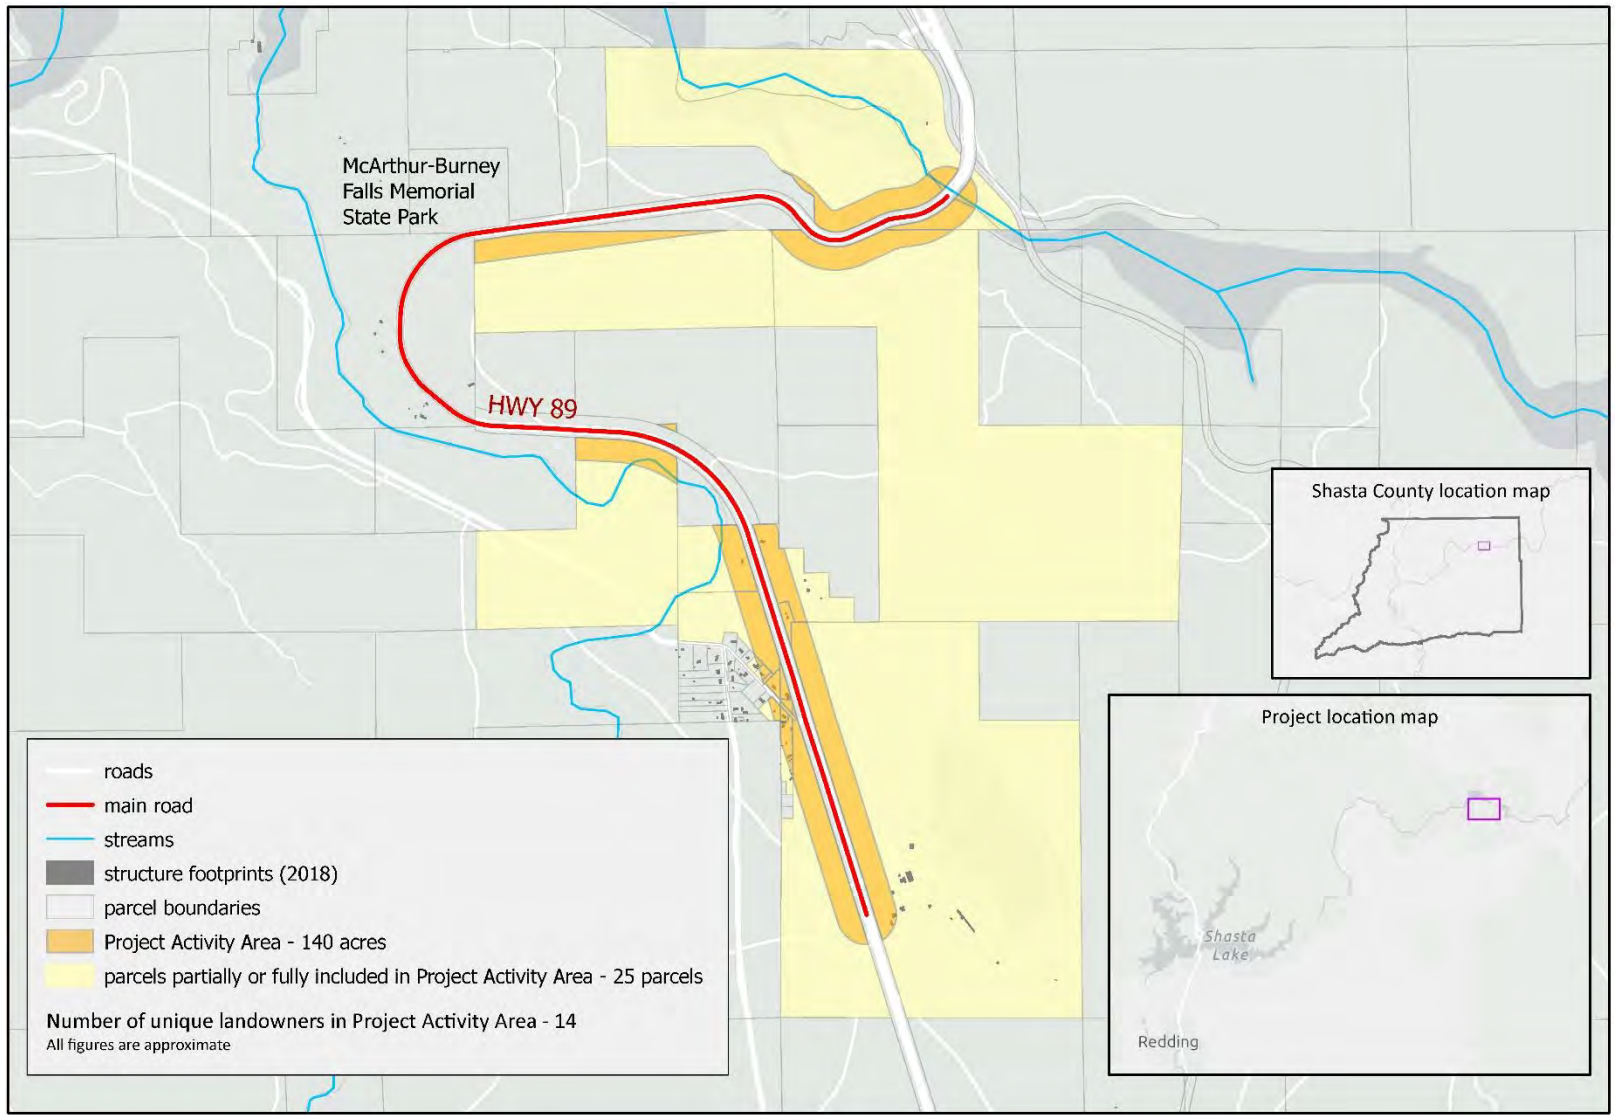 McArthur-Burney
Falls Memorial
State Park
HWY 89
Shasta County location map
Project location map
Shasta
Lake
Redding
roads
main road
streams
structure footprints (2018)
parcel boundaries
Project Activity Area - 140 acres
parcels partially or fully included in Project Activity Area - 25 parcels
Number of unique landowners in Project Activity Area - 14
All figures are approximate